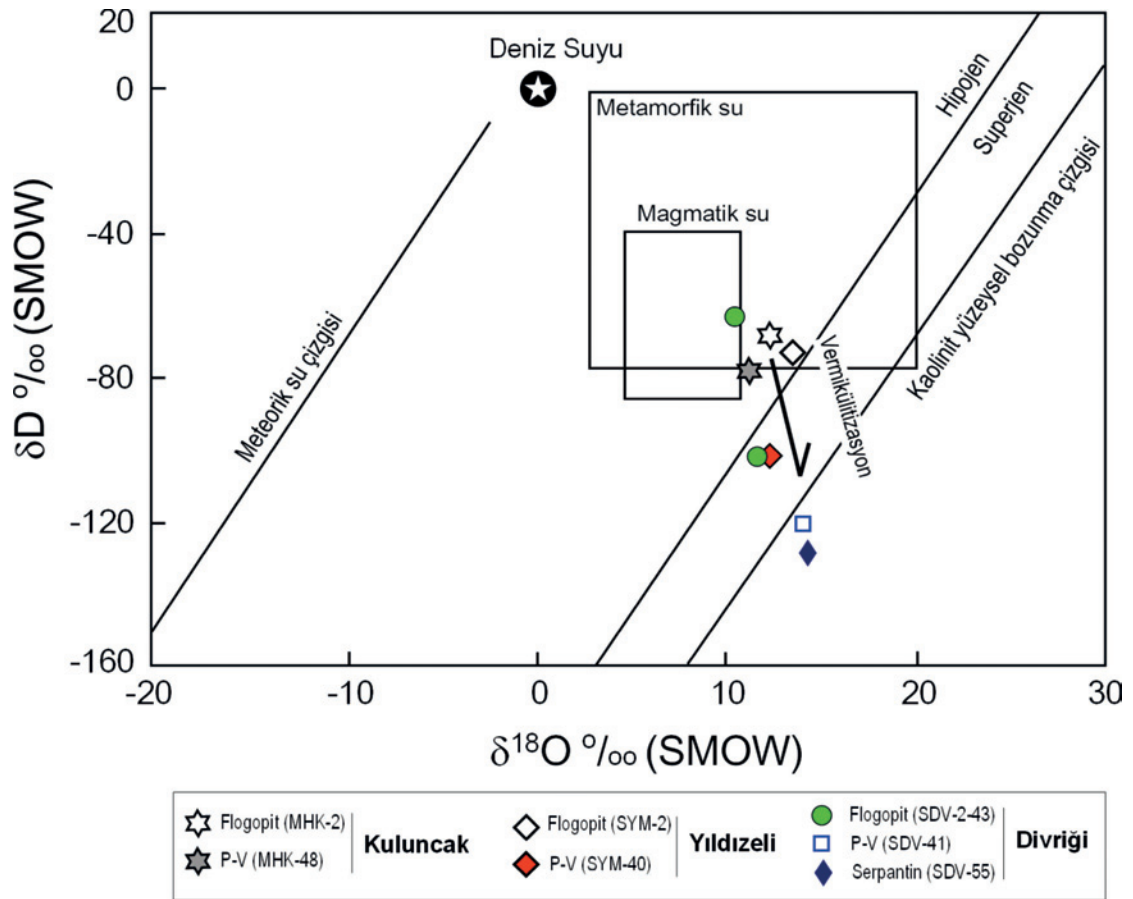 20
0
-40
-80
-120
-160
δD ‰ (SMOW)
Deniz Suyu
Metamorfik su
Magmatik su
Meteorik su çizgisi
Hipojen
Superjen
Kaolinit yüzeysel bozunma çizgisi
Vermikülitizasyon
-20 -10 0 10 20 30
δ18O ‰ (SMOW)
Flogopit (MHK-2)
P-V (MHK-48)
Kuluncak
Flogopit (SYM-2)
P-V (SYM-40)
Yıldızeli
Flogopit (SDV-2-43)
P-V (SDV-41)
Serpantin (SDV-55)
Divriği